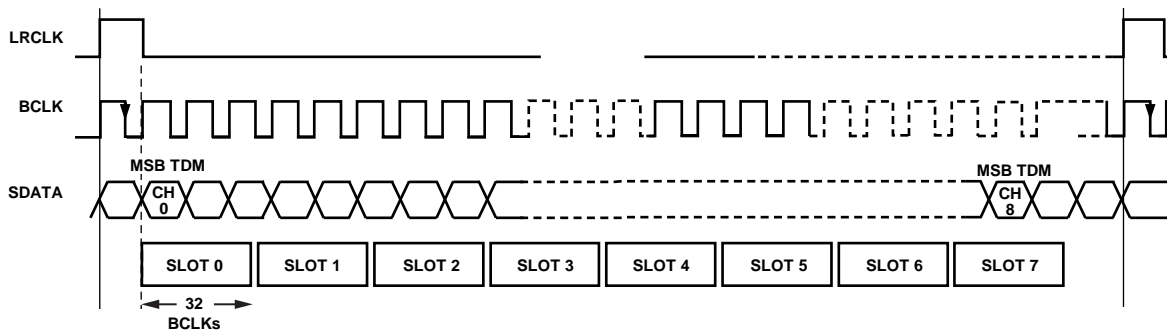 LRCLK
BCLK
MSB TDM
MSB TDM
SDATA
CH
0
CH
8
SLOT 0
SLOT 1
SLOT 2
SLOT 3
SLOT 4
SLOT 5
SLOT 6
SLOT 7
32
BCLKs